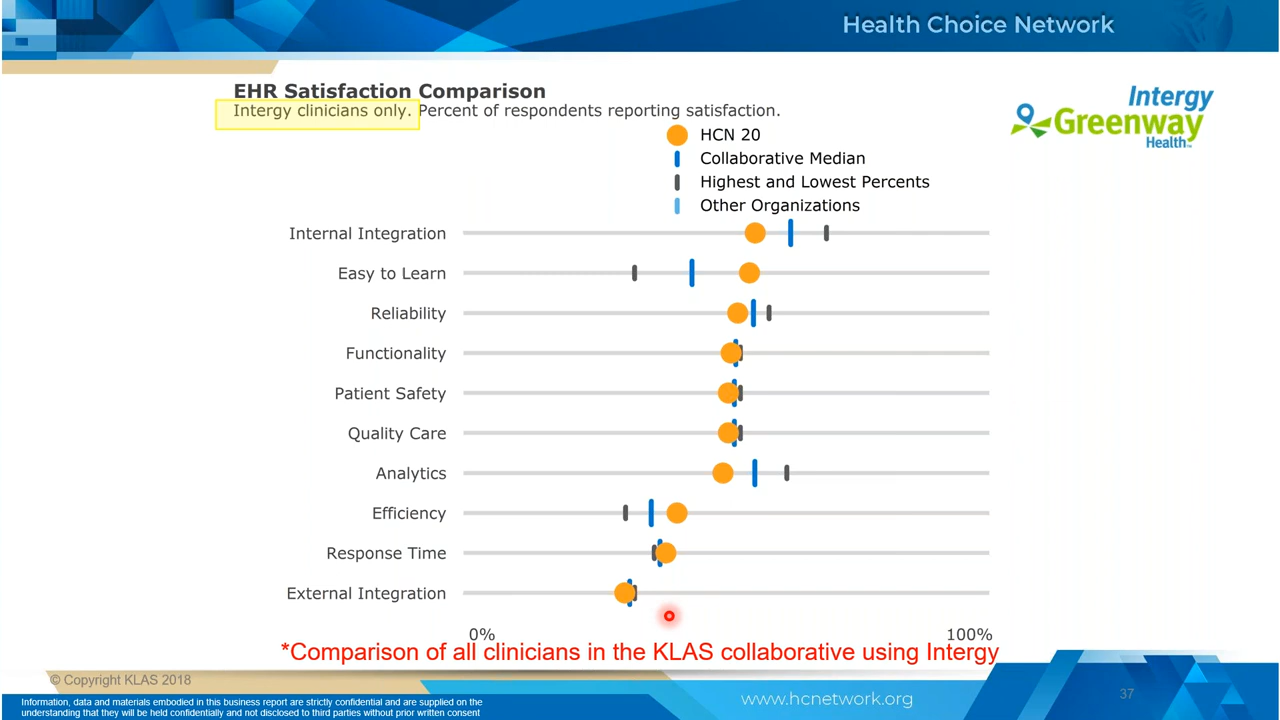 Health Choice Network
EHR Satisfaction Comparison
Intergy clinicians only. Percent of respondents reporting satisfaction.
Intergy
Greenway
Health™
HCN 20
Collaborative Median
Highest and Lowest Percents
Other Organizations
Internal Integration
Easy to Learn
Reliability
Functionality
Patient Safety
Quality Care
Analytics
Efficiency
Response Time
External Integration
0%
100%
*Comparison of all clinicians in the KLAS collaborative using Intergy
© Copyright KLAS 2018
Information, data and materials embodied in this business report are strictly confidential and are supplied on the
understanding that they will be held confidentially and not disclosed to third parties without prior written consent
www.hcnetwork.org
37